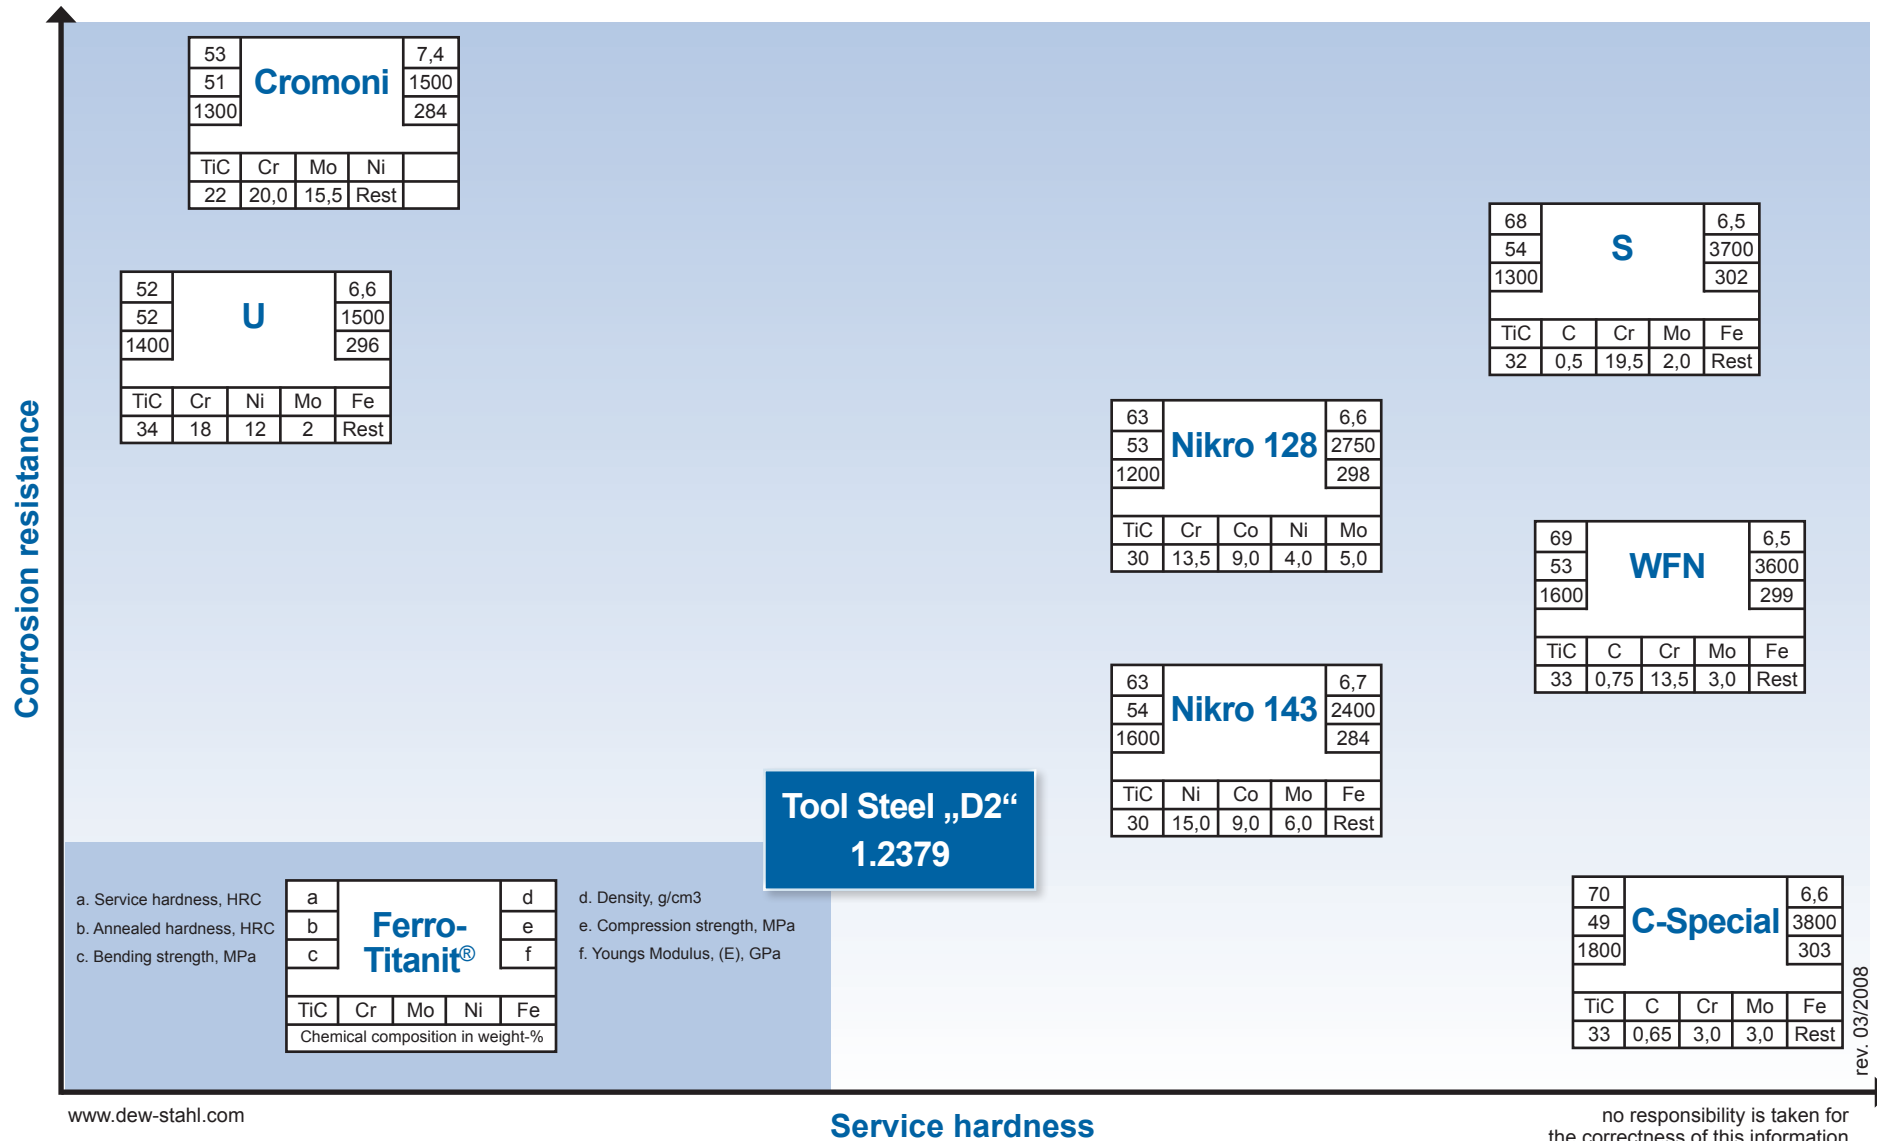 Corrosion resistance
53 Cromoni 7,4
51 1500
1300 284
TiC Cr Mo Ni
22 20,0 15,5 Rest
52 U 6,6
52 1500
1400 296
TiC Cr Ni Mo Fe
34 18 12 2 Rest
68 S 6,5
54 3700
1300 302
TiC C Cr Mo Fe
32 0,5 19,5 2,0 Rest
63 Nikro 128 6,6
53 2750
1200 298
TiC Cr Co Ni Mo
30 13,5 9,0 4,0 5,0
69 WFN 6,5
53 3600
1600 299
TiC C Cr Mo Fe
33 0,75 13,5 3,0 Rest
63 Nikro 143 6,7
54 2400
1600 284
TiC Ni Co Mo Fe
30 15,0 9,0 6,0 Rest
Tool Steel „D2“
1.2379
70 C-Special 6,6
49 3800
1800 303
TiC C Cr Mo Fe
33 0,65 3,0 3,0 Rest
a. Service hardness, HRC
b. Annealed hardness, HRC
c. Bending strength, MPa
a d
b e
c f
Ferro-
Titanit®
TiC Cr Mo Ni Fe
Chemical composition in weight-%
d. Density, g/cm3
e. Compression strength, MPa
f. Youngs Modulus, (E), GPa
rev. 03/2008
www.dew-stahl.com
Service hardness
no responsibility is taken for
the correctness of this information